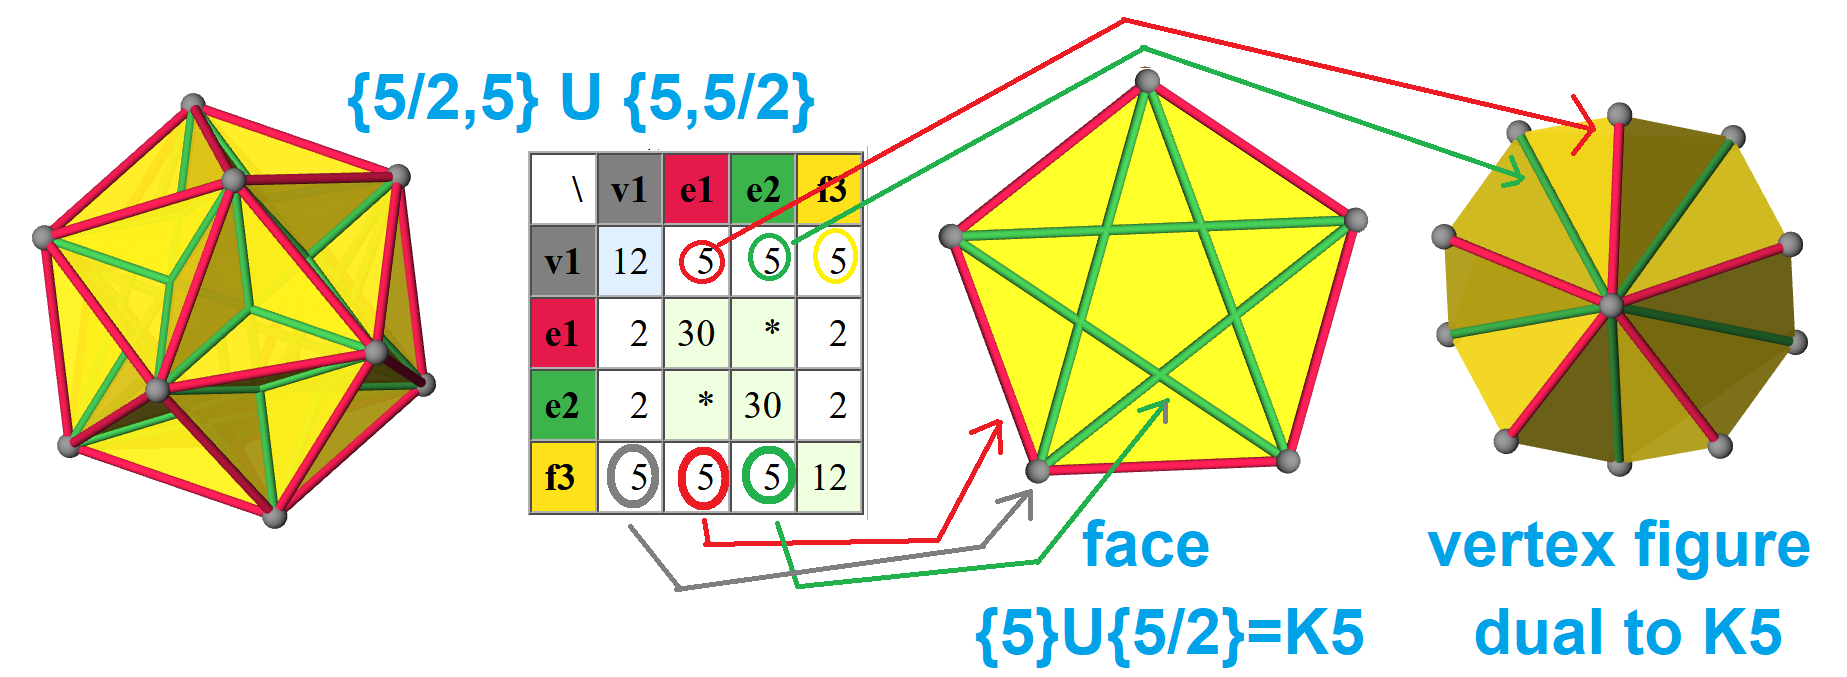 {5/2,5} U {5,5/2}
\ v1 e1 e2 f3
v1 12 5 5 5
e1 2 30 * 2
e2 2 * 30 2
f3 5 5 5 12
face
{5}U{5/2}=K5
vertex figure
dual to K5